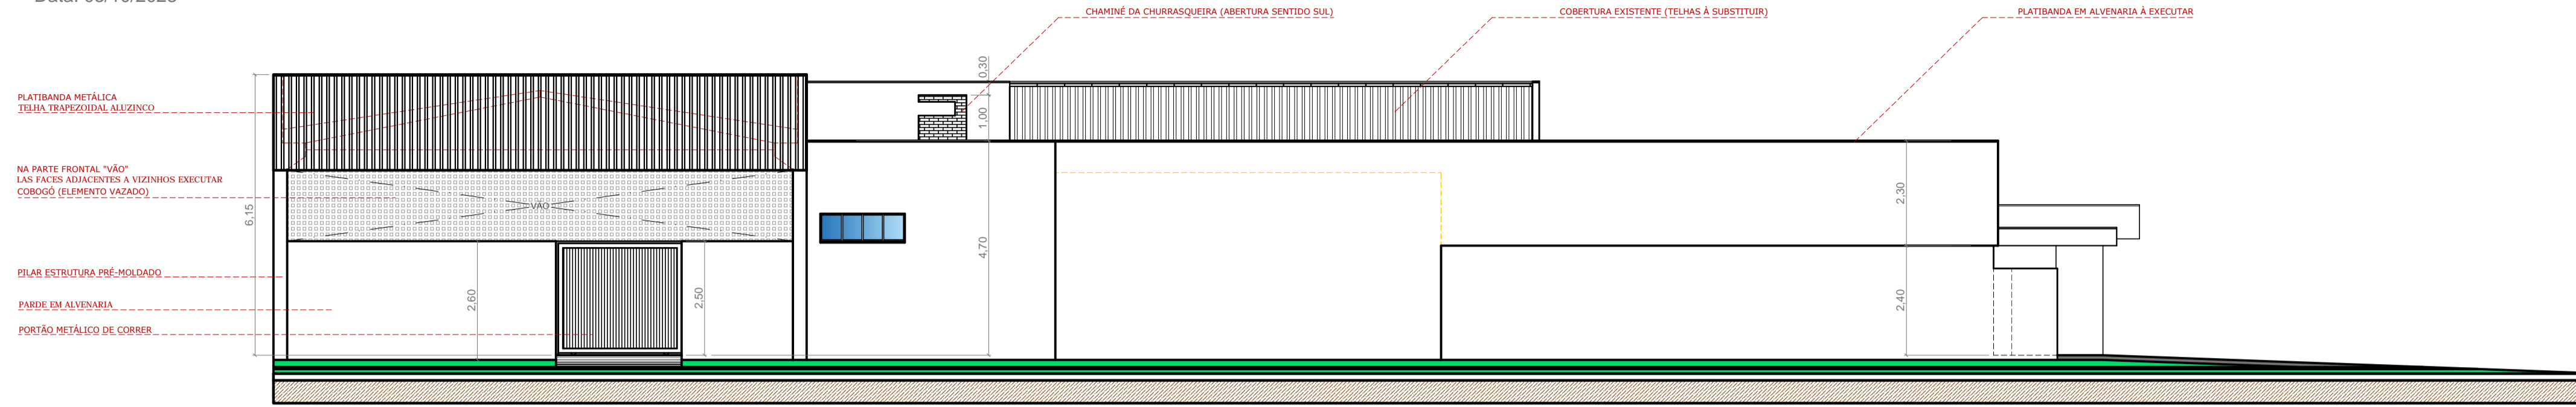 CHAMINÉ DA CHURRASQUEIRA (ABERTURA SENTIDO SUL)
COBERTURA EXISTENTE (TELHAS À SUBSTITUIR)
PLATIBANDA EM ALVENARIA À EXECUTAR
0,30
PLATIBANDA METÁLICA
TELHA TRAPEZOIDAL ALUZINCO
1,00
NA PARTE FRONTAL "VÃO"
LAS FACES ADJACENTES A VIZINHOS EXECUTAR
COBOGÓ (ELEMENTO VAZADO)
VÃO
6,15
2,30
4,70
PILAR ESTRUTURA PRÉ-MOLDADO
2,60
2,50
2,40
PARDE EM ALVENARIA
PORTÃO METÁLICO DE CORRER